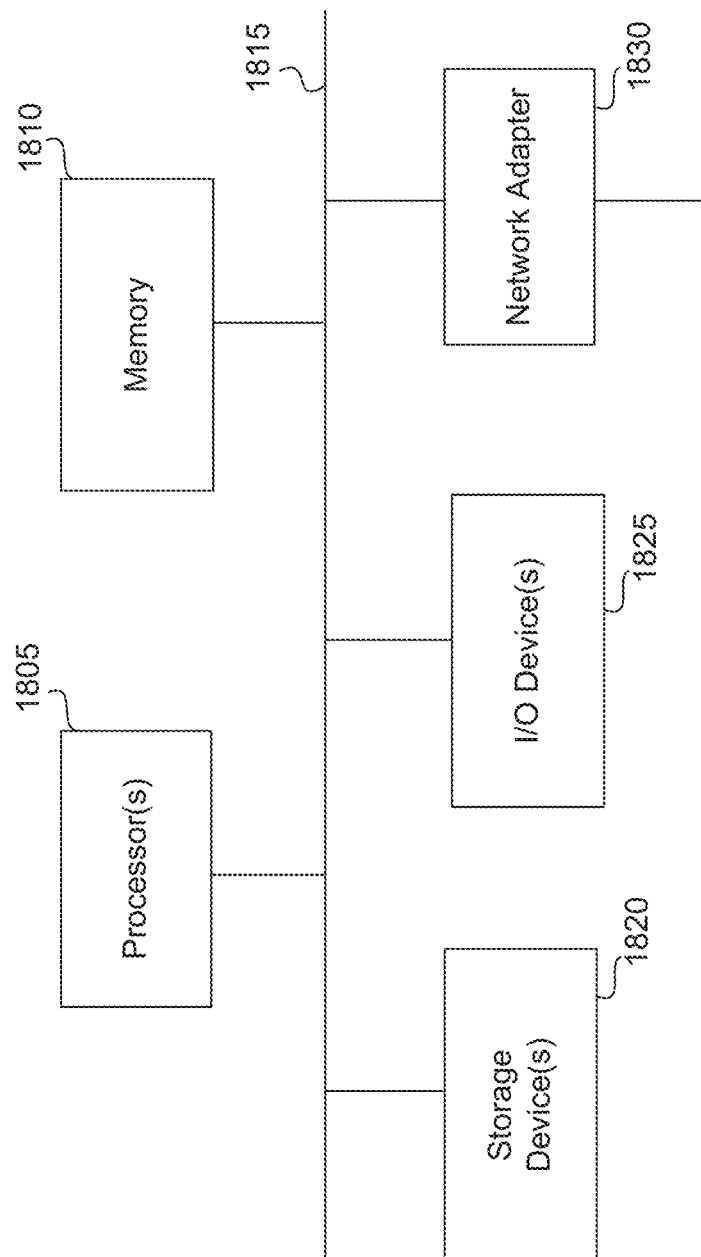 1805
Processor(s)
1810
Memory
1815
Storage
Device(s)
1820
I/O Device(s)
1825
Network Adapter
1830